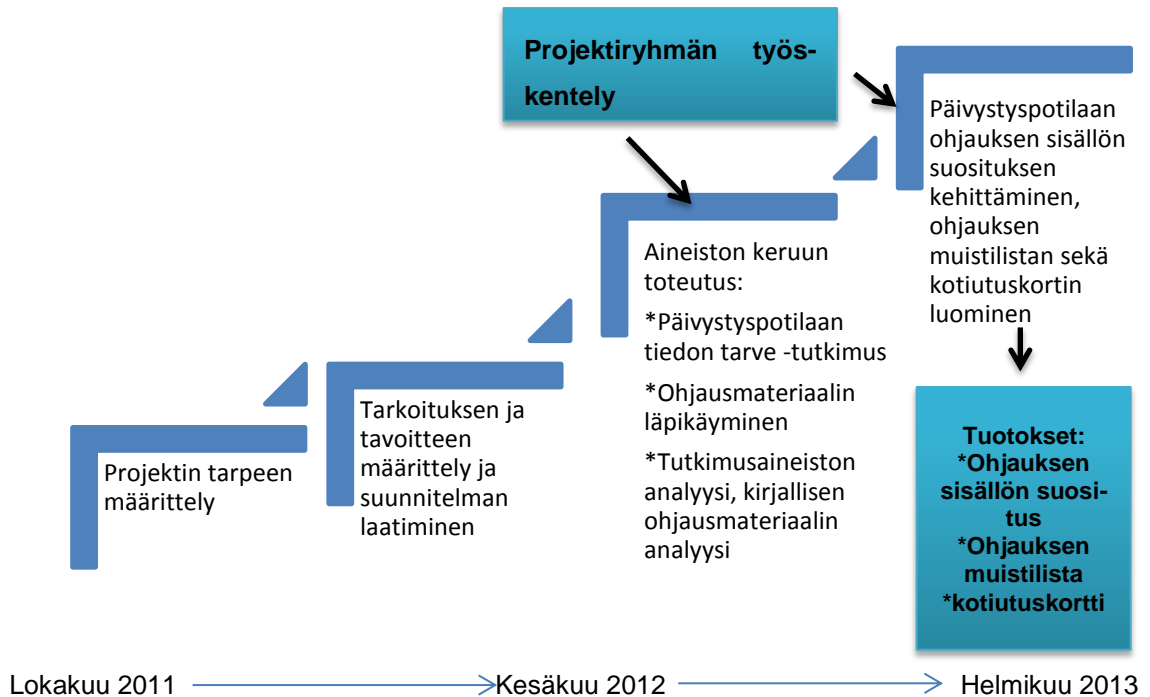 Projektiryhmän työs-
kentely
Projektin tarpeen
määrittely
Tarkoituksen ja
tavoitteen
määrittely ja
suunnitelman
laatiminen
Aineiston keruun
toteutus:
*Päivystyspotilaan
tiedon tarve -tutkimus
*Ohjausmateriaalin
läpikäyminen
*Tutkimusaineiston
analyysi, kirjallisen
ohjausmateriaalin
analyysi
Päivystyspotilaan
ohjauksen sisällön
suosituksen
kehittäminen,
ohjauksen
muistilistan sekä
kotiutuskortin
luominen
Tuotokset:
*Ohjauksen
sisällön suosi-
tus
*Ohjauksen
muistilista
*kotiutuskortti
Lokakuu 2011 Kesäkuu 2012 Helmikuu 2013